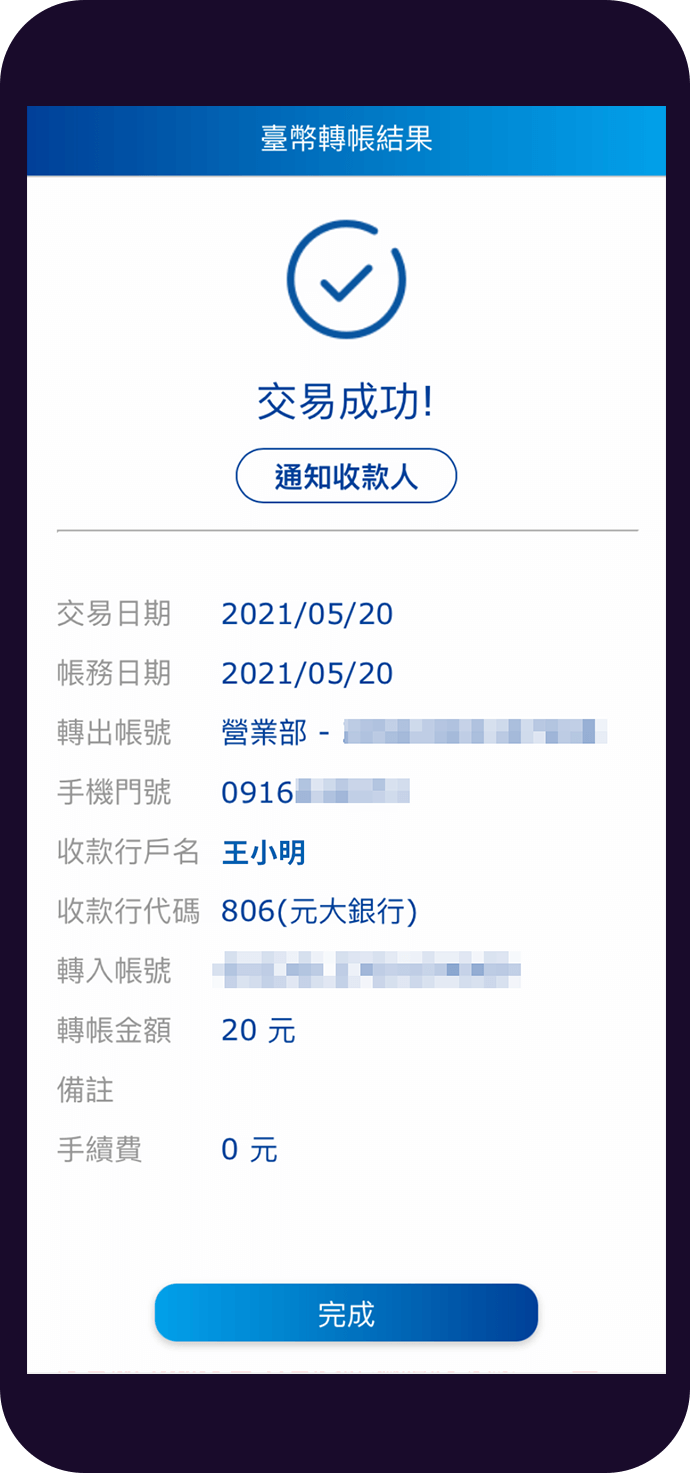 臺幣轉帳結果
交易成功!
通知收款人
交易日期 2021/05/20
帳務日期 2021/05/20
轉出帳號 營業部 -
手機門號 0916
收款行戶名 王小明
收款行代碼 806(元大銀行)
轉入帳號
轉帳金額 20 元
備註
手續費 0 元
完成